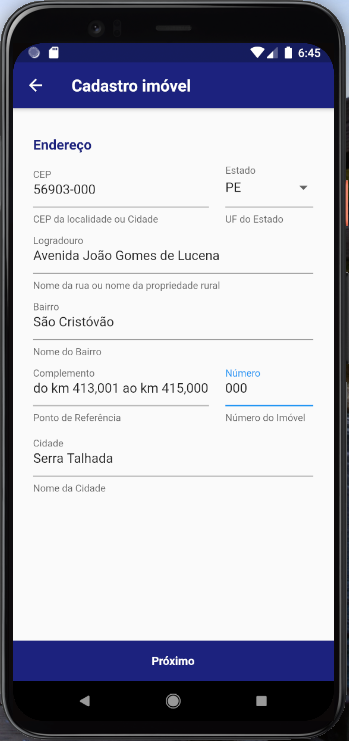 6:45
Cadastro imóvel
Endereço
CEP
Estado
56903-000
PE
CEP da localidade ou Cidade
UF do Estado
Logradouro
Avenida João Gomes de Lucena
Nome da rua ou nome da propriedade rural
Bairro
São Cristóvão
Nome do Bairro
Complemento
Número
do km 413,001 ao km 415,000
000
Ponto de Referência
Número do Imóvel
Cidade
Serra Talhada
Nome da Cidade
Próximo